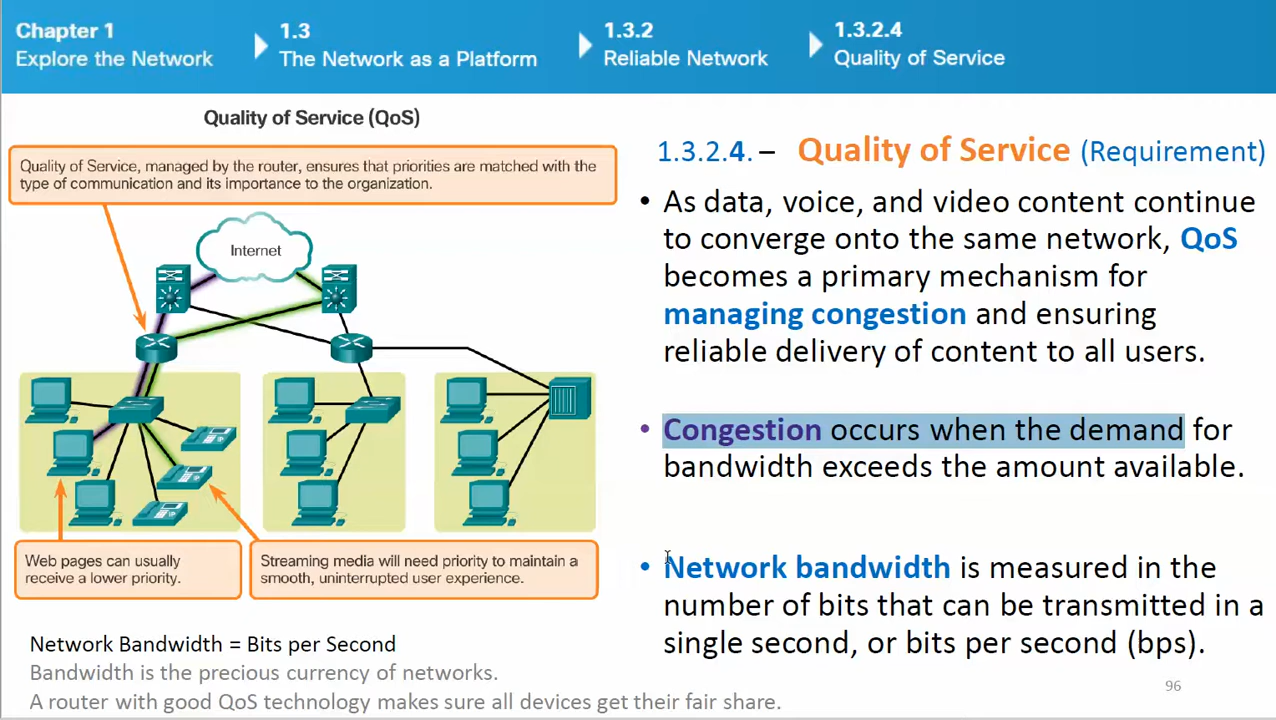 Chapter 1
Explore the Network
1.3
The Network as a Platform
1.3.2
Reliable Network
1.3.2.4
Quality of Service
Quality of Service (QoS)
Quality of Service, managed by the router, ensures that priorities are matched with the
type of communication and its importance to the organization.
Internet
Web pages can usually
receive a lower priority.
Streaming media will need priority to maintain a
smooth, uninterrupted user experience.
Network Bandwidth = Bits per Second
Bandwidth is the precious currency of networks.
A router with good QoS technology makes sure all devices get their fair share.
1.3.2.4. – Quality of Service (Requirement)
• As data, voice, and video content continue
to converge onto the same network, QoS
becomes a primary mechanism for
managing congestion and ensuring
reliable delivery of content to all users.
• Congestion occurs when the demand for
bandwidth exceeds the amount available.
• Network bandwidth is measured in the
number of bits that can be transmitted in a
single second, or bits per second (bps).
96